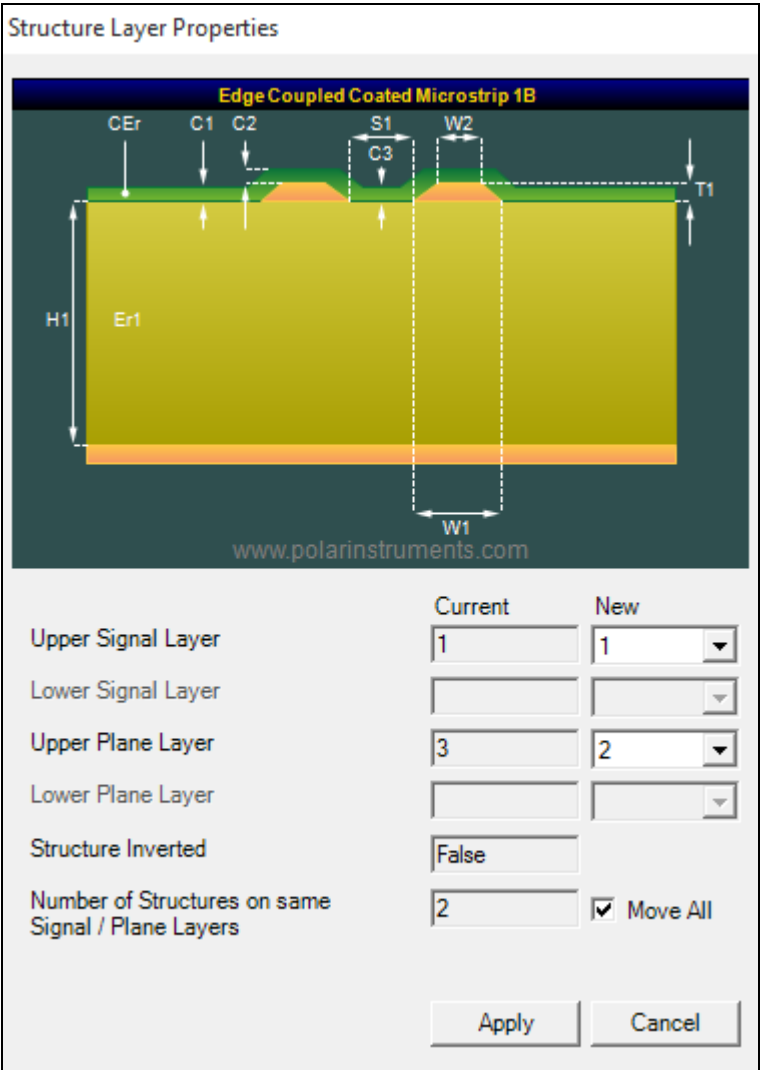 Structure Layer Properties
Edge Coupled Coated Microstrip 1B
CEr C1 C2 S1 W2
C3
T1
H1 Er1
W1
www.polarinstruments.com
Current New
Upper Signal Layer 1 1
Lower Signal Layer
Upper Plane Layer 3 2
Lower Plane Layer
Structure Inverted False
Number of Structures on same 2 Move All
Signal / Plane Layers
Apply Cancel